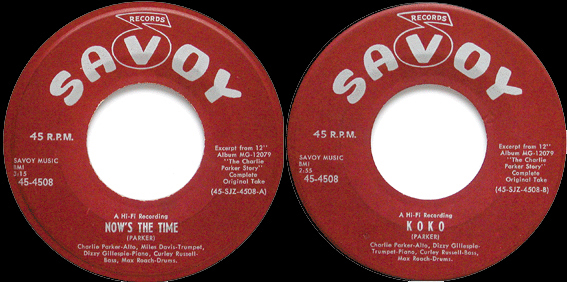 RECORDS
SAVOY
45 R.P.M.
SAVOY MUSIC
BMI
45-4508
Excerpt from 12"
Album MG-12079
"The Charlie
Parker Story"
Complete
Original Take
(45-SJZ-4508-A)
A Hi-Fi Recording
NOW'S THE TIME
(PARKER)
Charlie Parker-Alto, Miles Davis-Trumpet,
Dizzy Gillespie-Piano, Curley Russell-
Bass, Max Roach-Drums.
RECORDS
SAVOY
45 R.P.M.
SAVOY MUSIC
BMI
2:55
45-4508
Excerpt from 12"
Album MG-12079
"The Charlie
Parker Story"
Complete
Original Take
(45-SJZ-4508-B)
A Hi-Fi Recording
KOKO
(PARKER)
Charlie Parker-Alto, Dizzy Gillespie-
Trumpet-Piano, Curley Russell-Bass,
Max Roach-Drums.